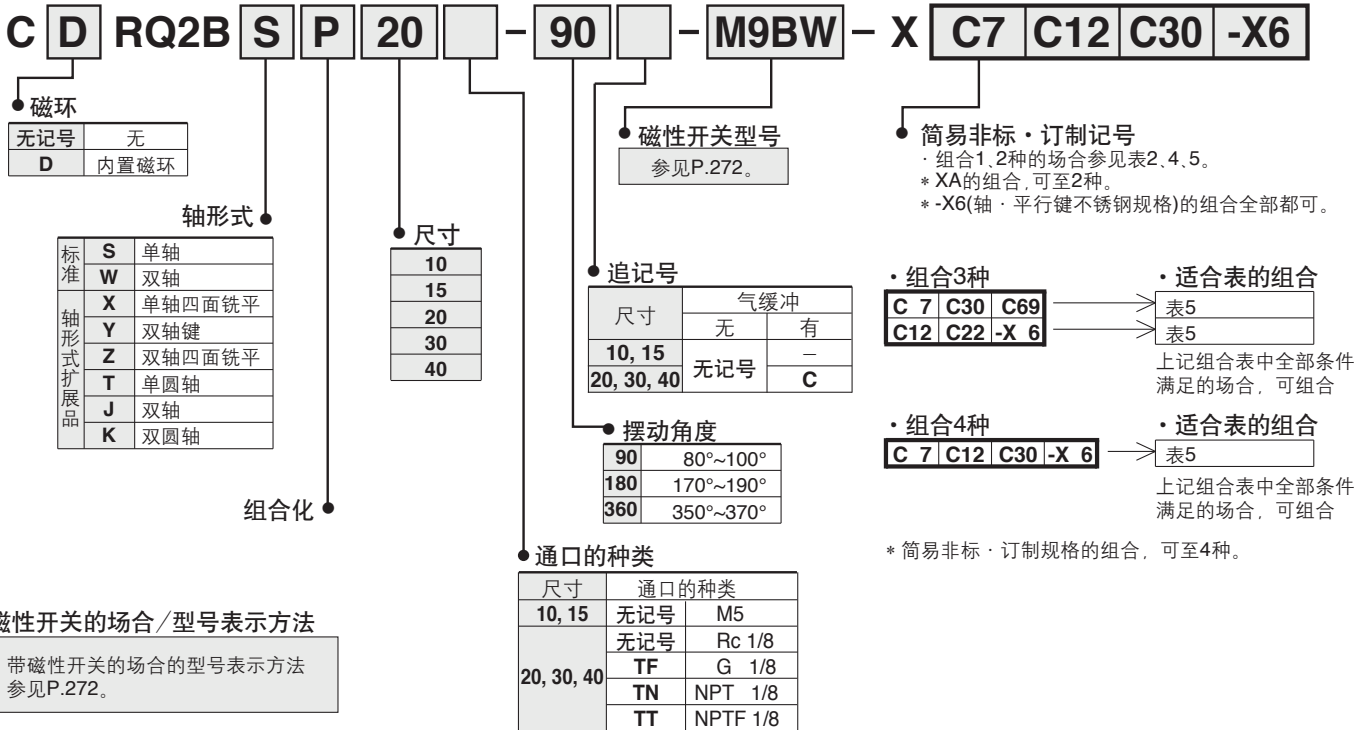 C D RQ2B S P 20 - 90 - M9BW - X C7 C12 C30 -X6
磁环
无记号 无
D 内置磁环
轴形式
标准 S 单轴
W 双轴
轴形式扩展品 X 单轴四面铣平
Y 双轴键
Z 双轴四面铣平
T 单圆轴
J 双轴
K 双圆轴
组合化
尺寸
10
15
20
30
40
通口的种类
尺寸 通口的种类
10, 15 无记号 M5
20, 30, 40 无记号 Rc 1/8
TF G 1/8
TN NPT 1/8
TT NPTF 1/8
摆动角度
90 80°~100°
180 170°~190°
360 350°~370°
追记号
尺寸 气缓冲
无 有
10, 15 无记号 –
20, 30, 40 C
磁性开关型号
参见P.272。
简易非标・订制记号
· 组合1、2种的场合参见表2、4、5。
* XA的组合,可至2种。
* -X6(轴 · 平行键不锈钢规格)的组合全部都可。
・组合3种 ・适合表的组合
C 7 C30 C69 表5
C12 C22 -X 6 表5
上记组合表中全部条件
满足的场合，可组合
・组合4种 ・适合表的组合
C 7 C12 C30 -X 6 表5
上记组合表中全部条件
满足的场合，可组合
* 简易非标 · 订制规格的组合，可至4种。
磁性开关的场合/型号表示方法
带磁性开关的场合的型号表示方法
参见P.272。